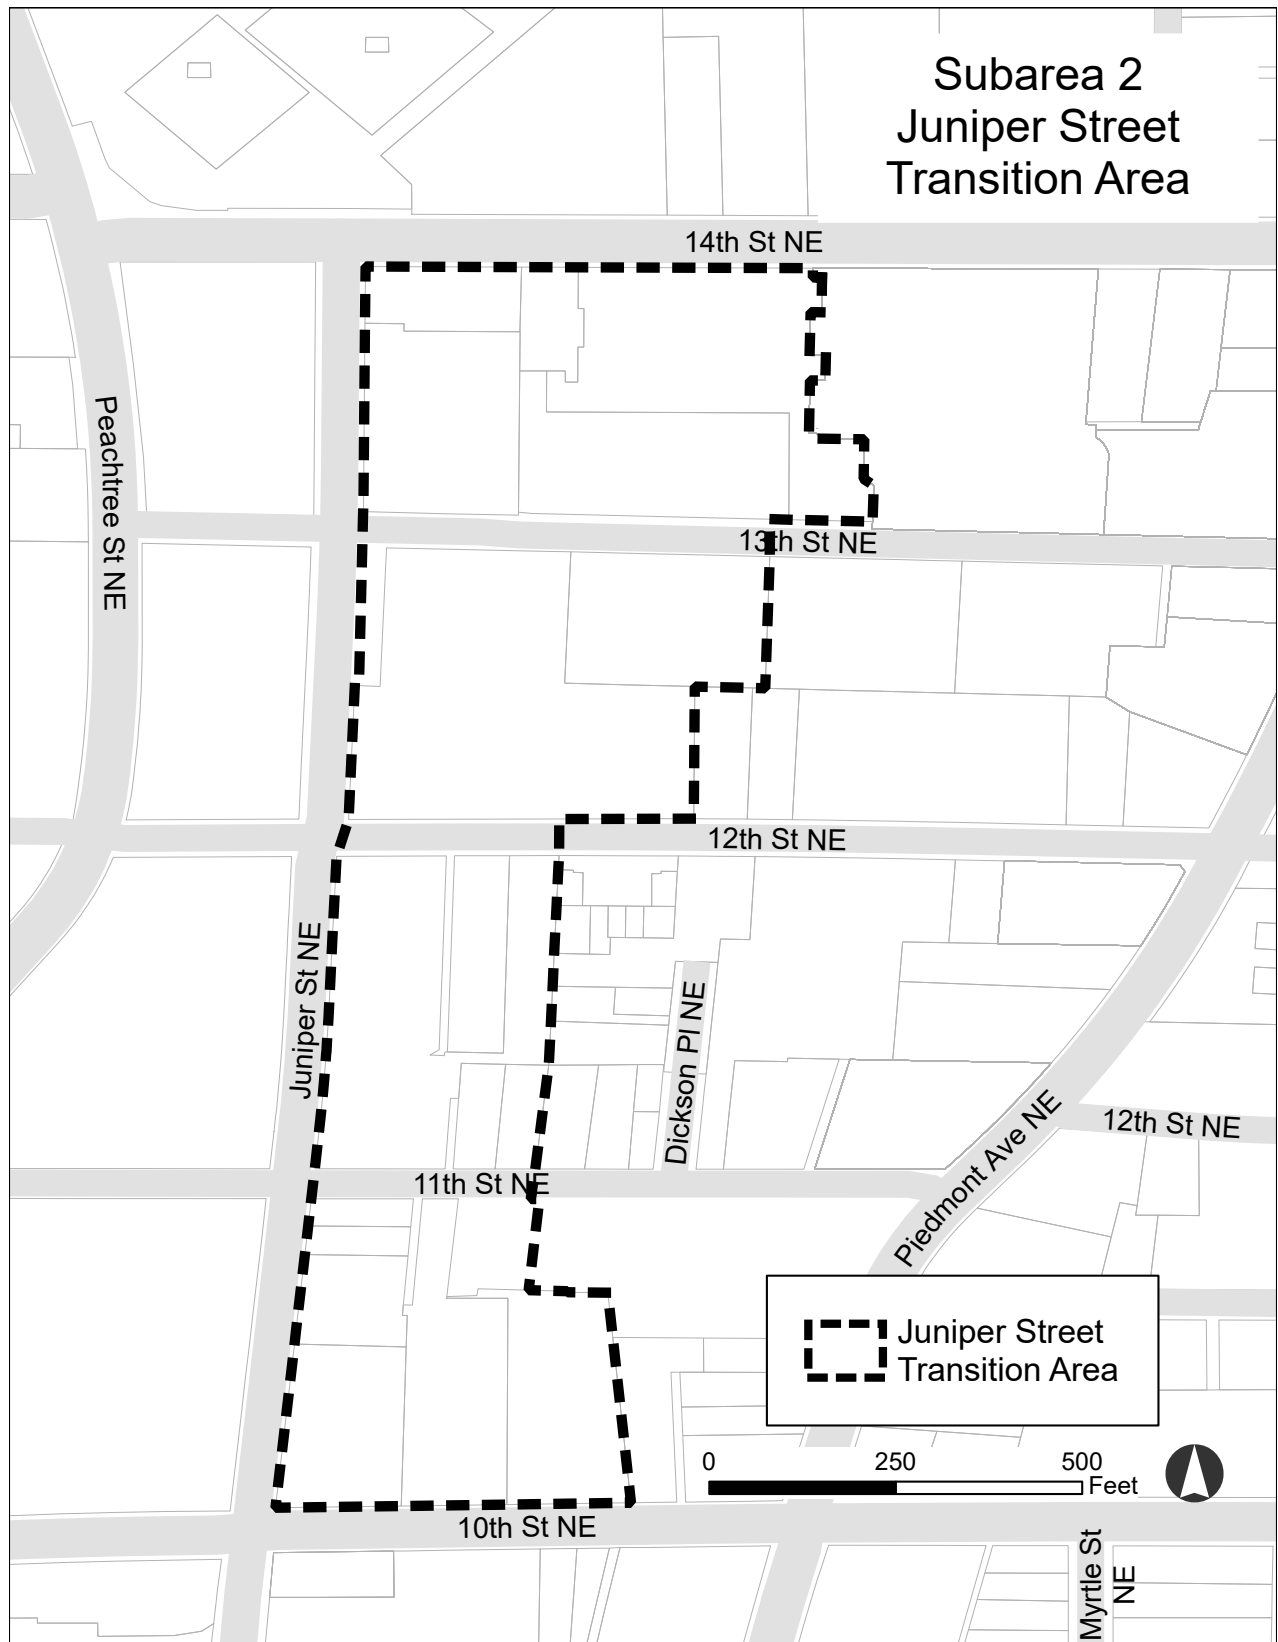 Subarea 2
Juniper Street
Transition Area
14th St NE
Peachtree St NE
13th St NE
12th St NE
Juniper St NE
Dickson Pl NE
12th St NE
11th St NE
Piedmont Ave NE
Juniper Street
Transition Area
0 250 500
Feet
10th St NE
Myrtle St
NE